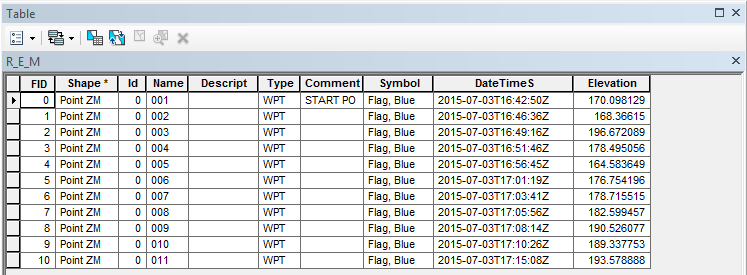 Table
R_E_M
FID Shape * Id Name Descript Type Comment Symbol DateTimeS Elevation
0 Point ZM 0 001 WPT START PO Flag, Blue 2015-07-03T16:42:50Z 170.098129
1 Point ZM 0 002 WPT Flag, Blue 2015-07-03T16:46:36Z 168.36615
2 Point ZM 0 003 WPT Flag, Blue 2015-07-03T16:49:16Z 196.672089
3 Point ZM 0 004 WPT Flag, Blue 2015-07-03T16:51:46Z 178.495056
4 Point ZM 0 005 WPT Flag, Blue 2015-07-03T16:56:45Z 164.583649
5 Point ZM 0 006 WPT Flag, Blue 2015-07-03T17:01:19Z 176.754196
6 Point ZM 0 007 WPT Flag, Blue 2015-07-03T17:03:41Z 178.715515
7 Point ZM 0 008 WPT Flag, Blue 2015-07-03T17:05:56Z 182.599457
8 Point ZM 0 009 WPT Flag, Blue 2015-07-03T17:08:14Z 190.526077
9 Point ZM 0 010 WPT Flag, Blue 2015-07-03T17:10:26Z 189.337753
10 Point ZM 0 011 WPT Flag, Blue 2015-07-03T17:15:08Z 193.578888